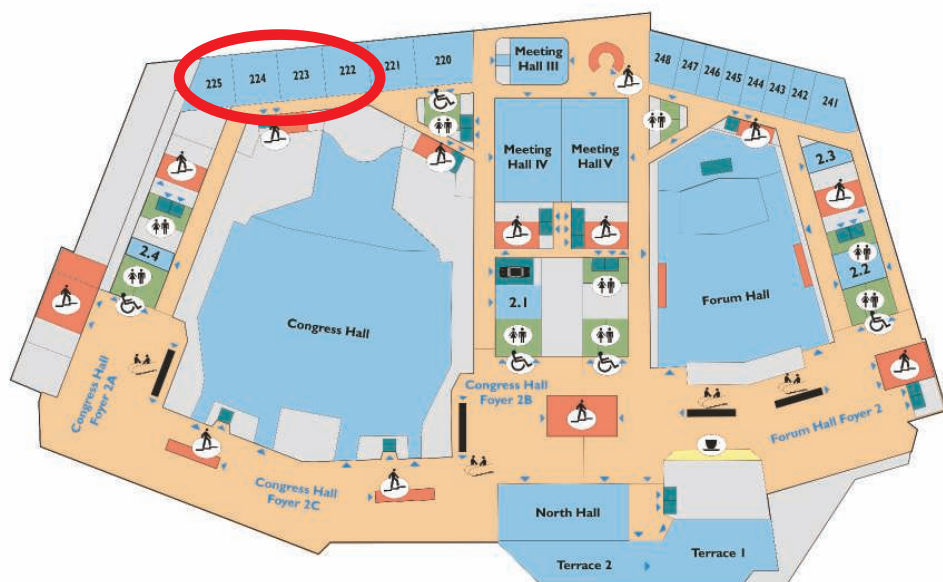 Meeting
Hall III
225
224
223
222
221
220
248
247
246
245
244
243
242
241
Meeting
Hall IV
Meeting
Hall V
2.3
2.4
2.2
2.1
Congress Hall
Forum Hall
Congress Hall
Foyer 2A
Congress Hall
Foyer 2B
Forum Hall Foyer 2
Congress Hall
Foyer 2C
North Hall
Terrace 2
Terrace 1